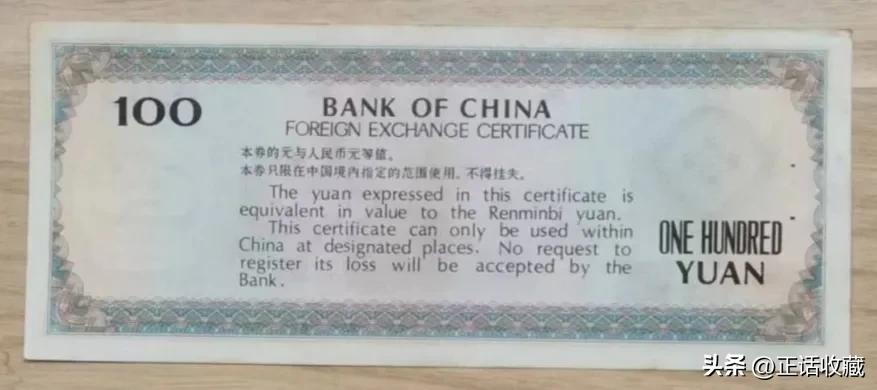 100
BANK OF CHINA
FOREIGN EXCHANGE CERTIFICATE
本券的元与人民币元等值。
本券只限在中国境内指定的范围使用,不得挂失。
The yuan expressed in this certificate is
equivalent in value to the Renminbi yuan.
This certificate can only be used within
China at designated places. No request to
register its loss will be accepted by the
Bank.
ONE HUNDRED
YUAN
头条 @正话收藏